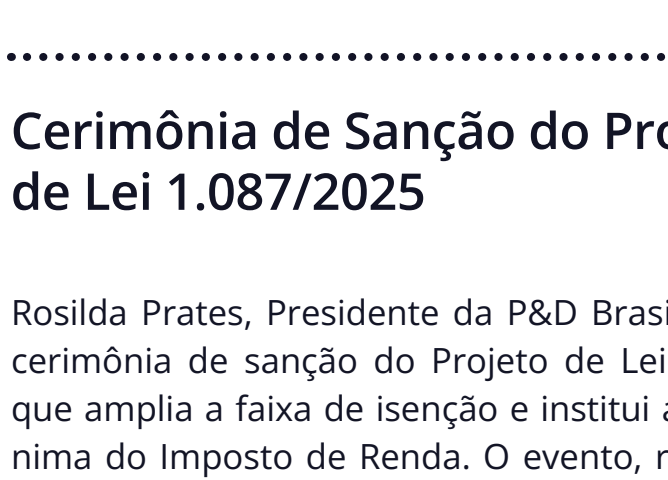 Cerimônia de Sanção do Pro
de Lei 1.087/2025
Rosilda Prates, Presidente da P&D Brasi
cerimônia de sanção do Projeto de Lei
que amplia a faixa de isenção e institui a
nima do Imposto de Renda. O evento, r